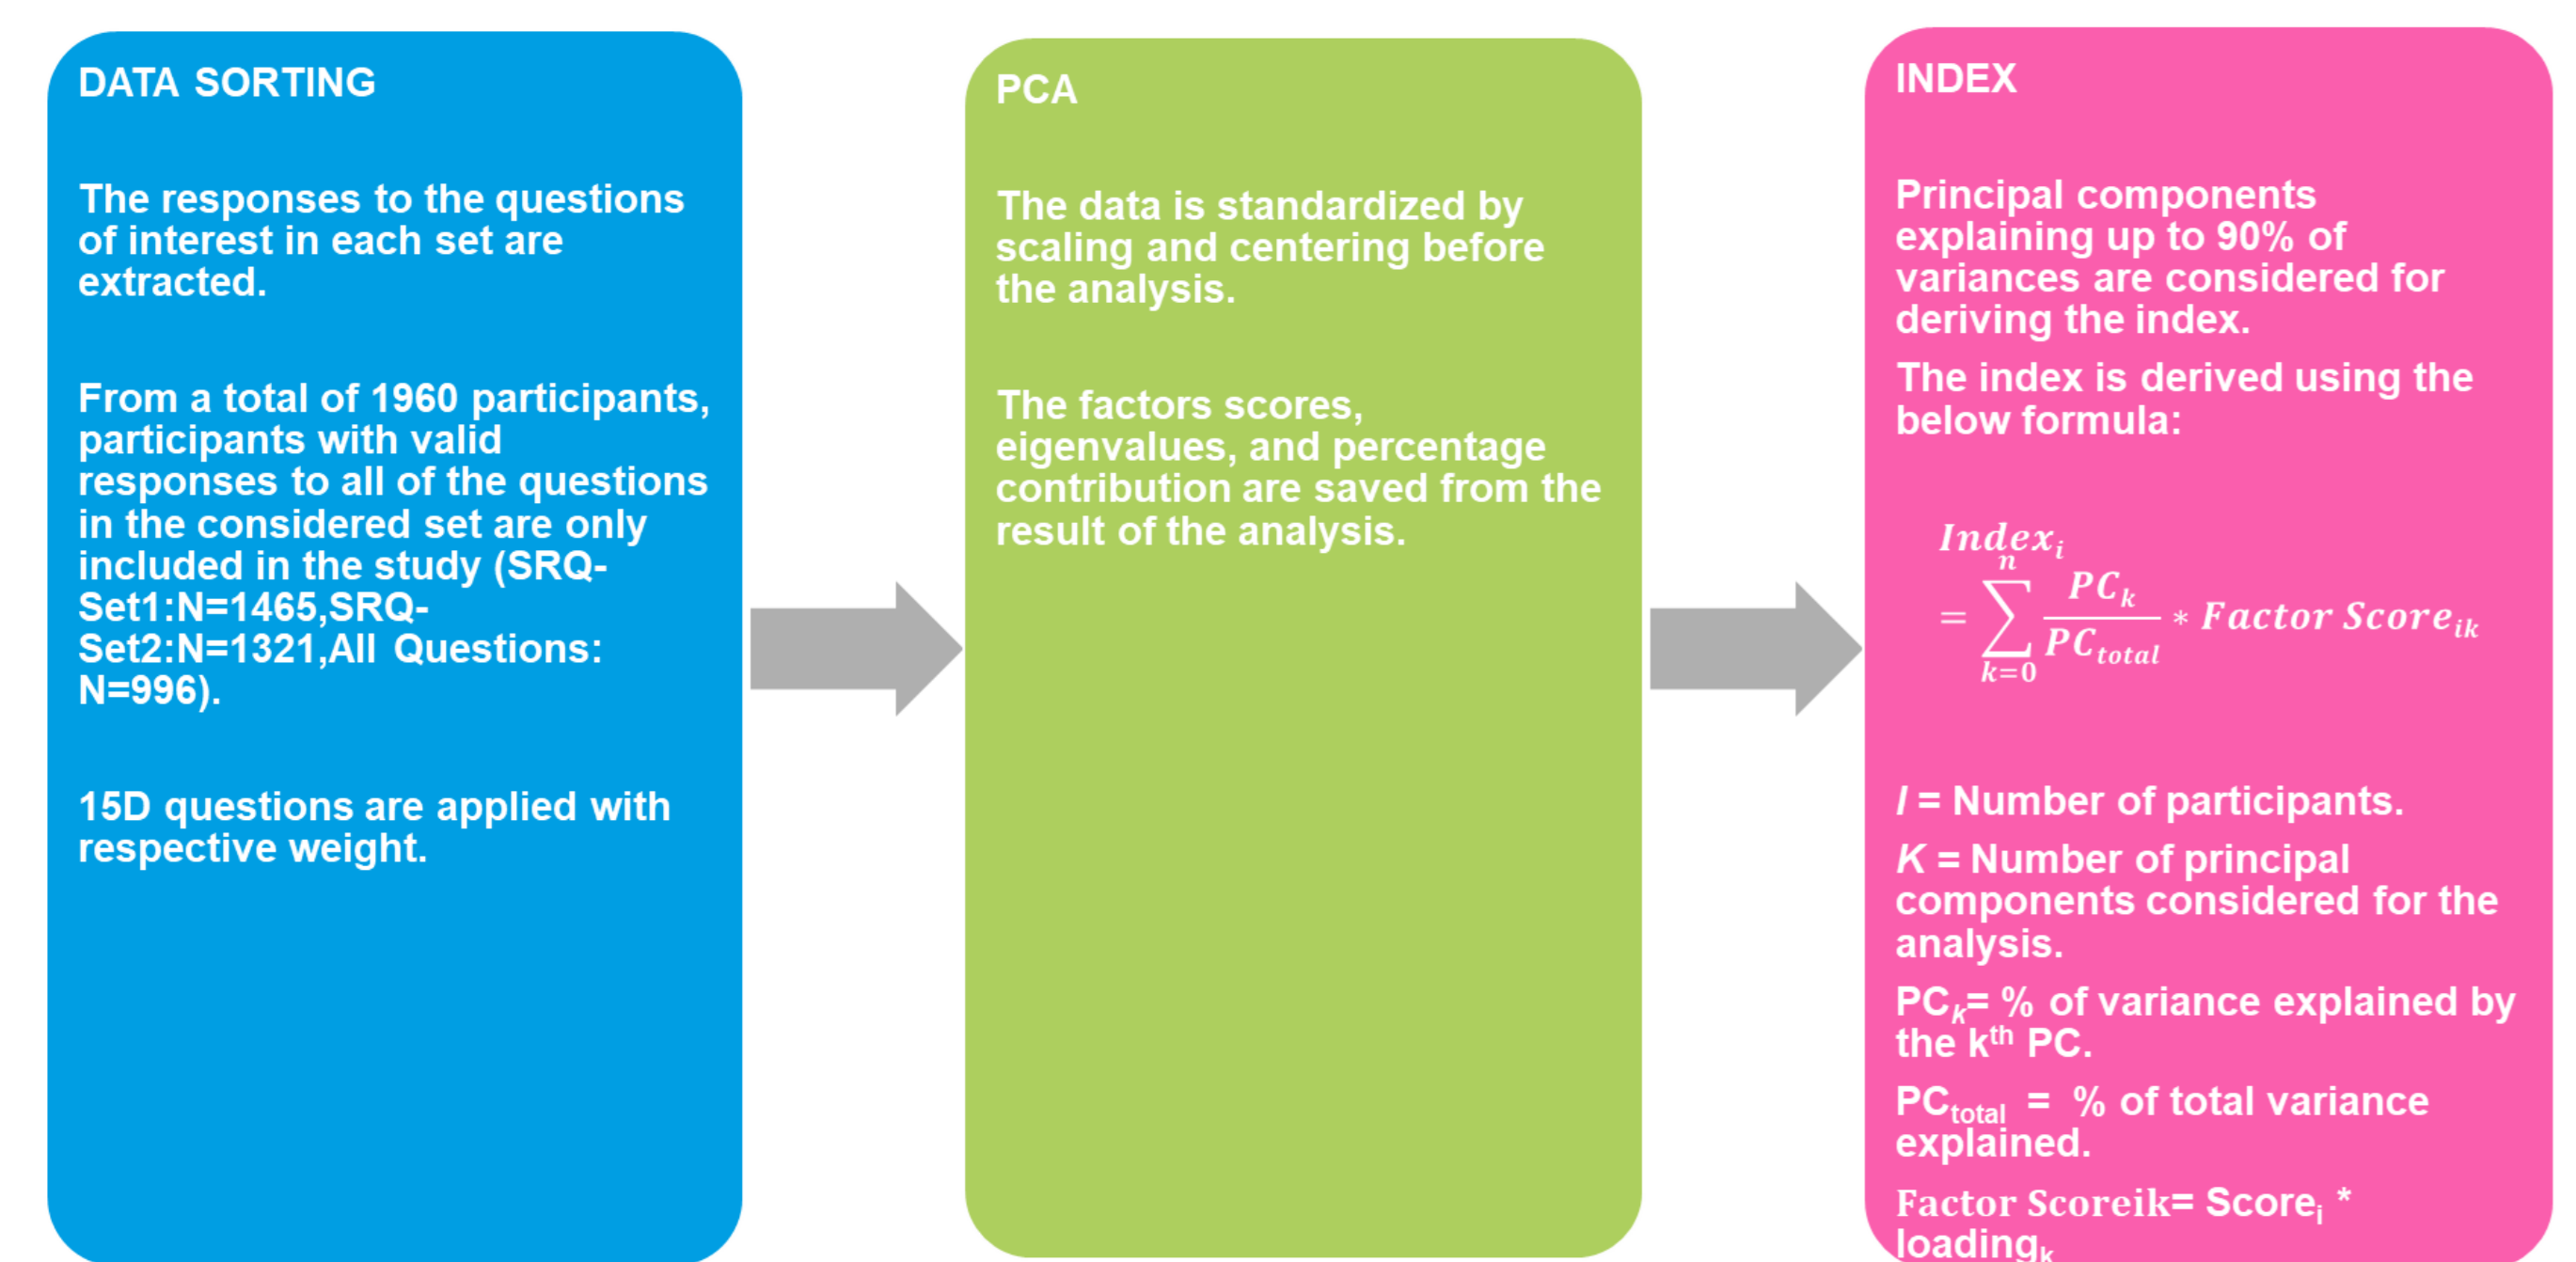 DATA SORTING
The responses to the questions
of interest in each set are
extracted.
From a total of 1960 participants,
participants with valid
responses to all of the questions
in the considered set are only
included in the study (SRQ-
Set1:N=1465,SRQ-
Set2:N=1321,All Questions:
N=996).
15D questions are applied with
respective weight.
PCA
The data is standardized by
scaling and centering before
the analysis.
The factors scores,
eigenvalues, and percentage
contribution are saved from the
result of the analysis.
INDEX
Principal components
explaining up to 90% of
variances are considered for
deriving the index.
The index is derived using the
below formula:
Index_i
= ∑_{k=0}^{n} PC_k / PC_total * Factor Score_ik
I = Number of participants.
K = Number of principal
components considered for the
analysis.
PC_k= % of variance explained by
the k^th PC.
PC_total = % of total variance
explained.
Factor Scoreik= Score_i *
loading_k